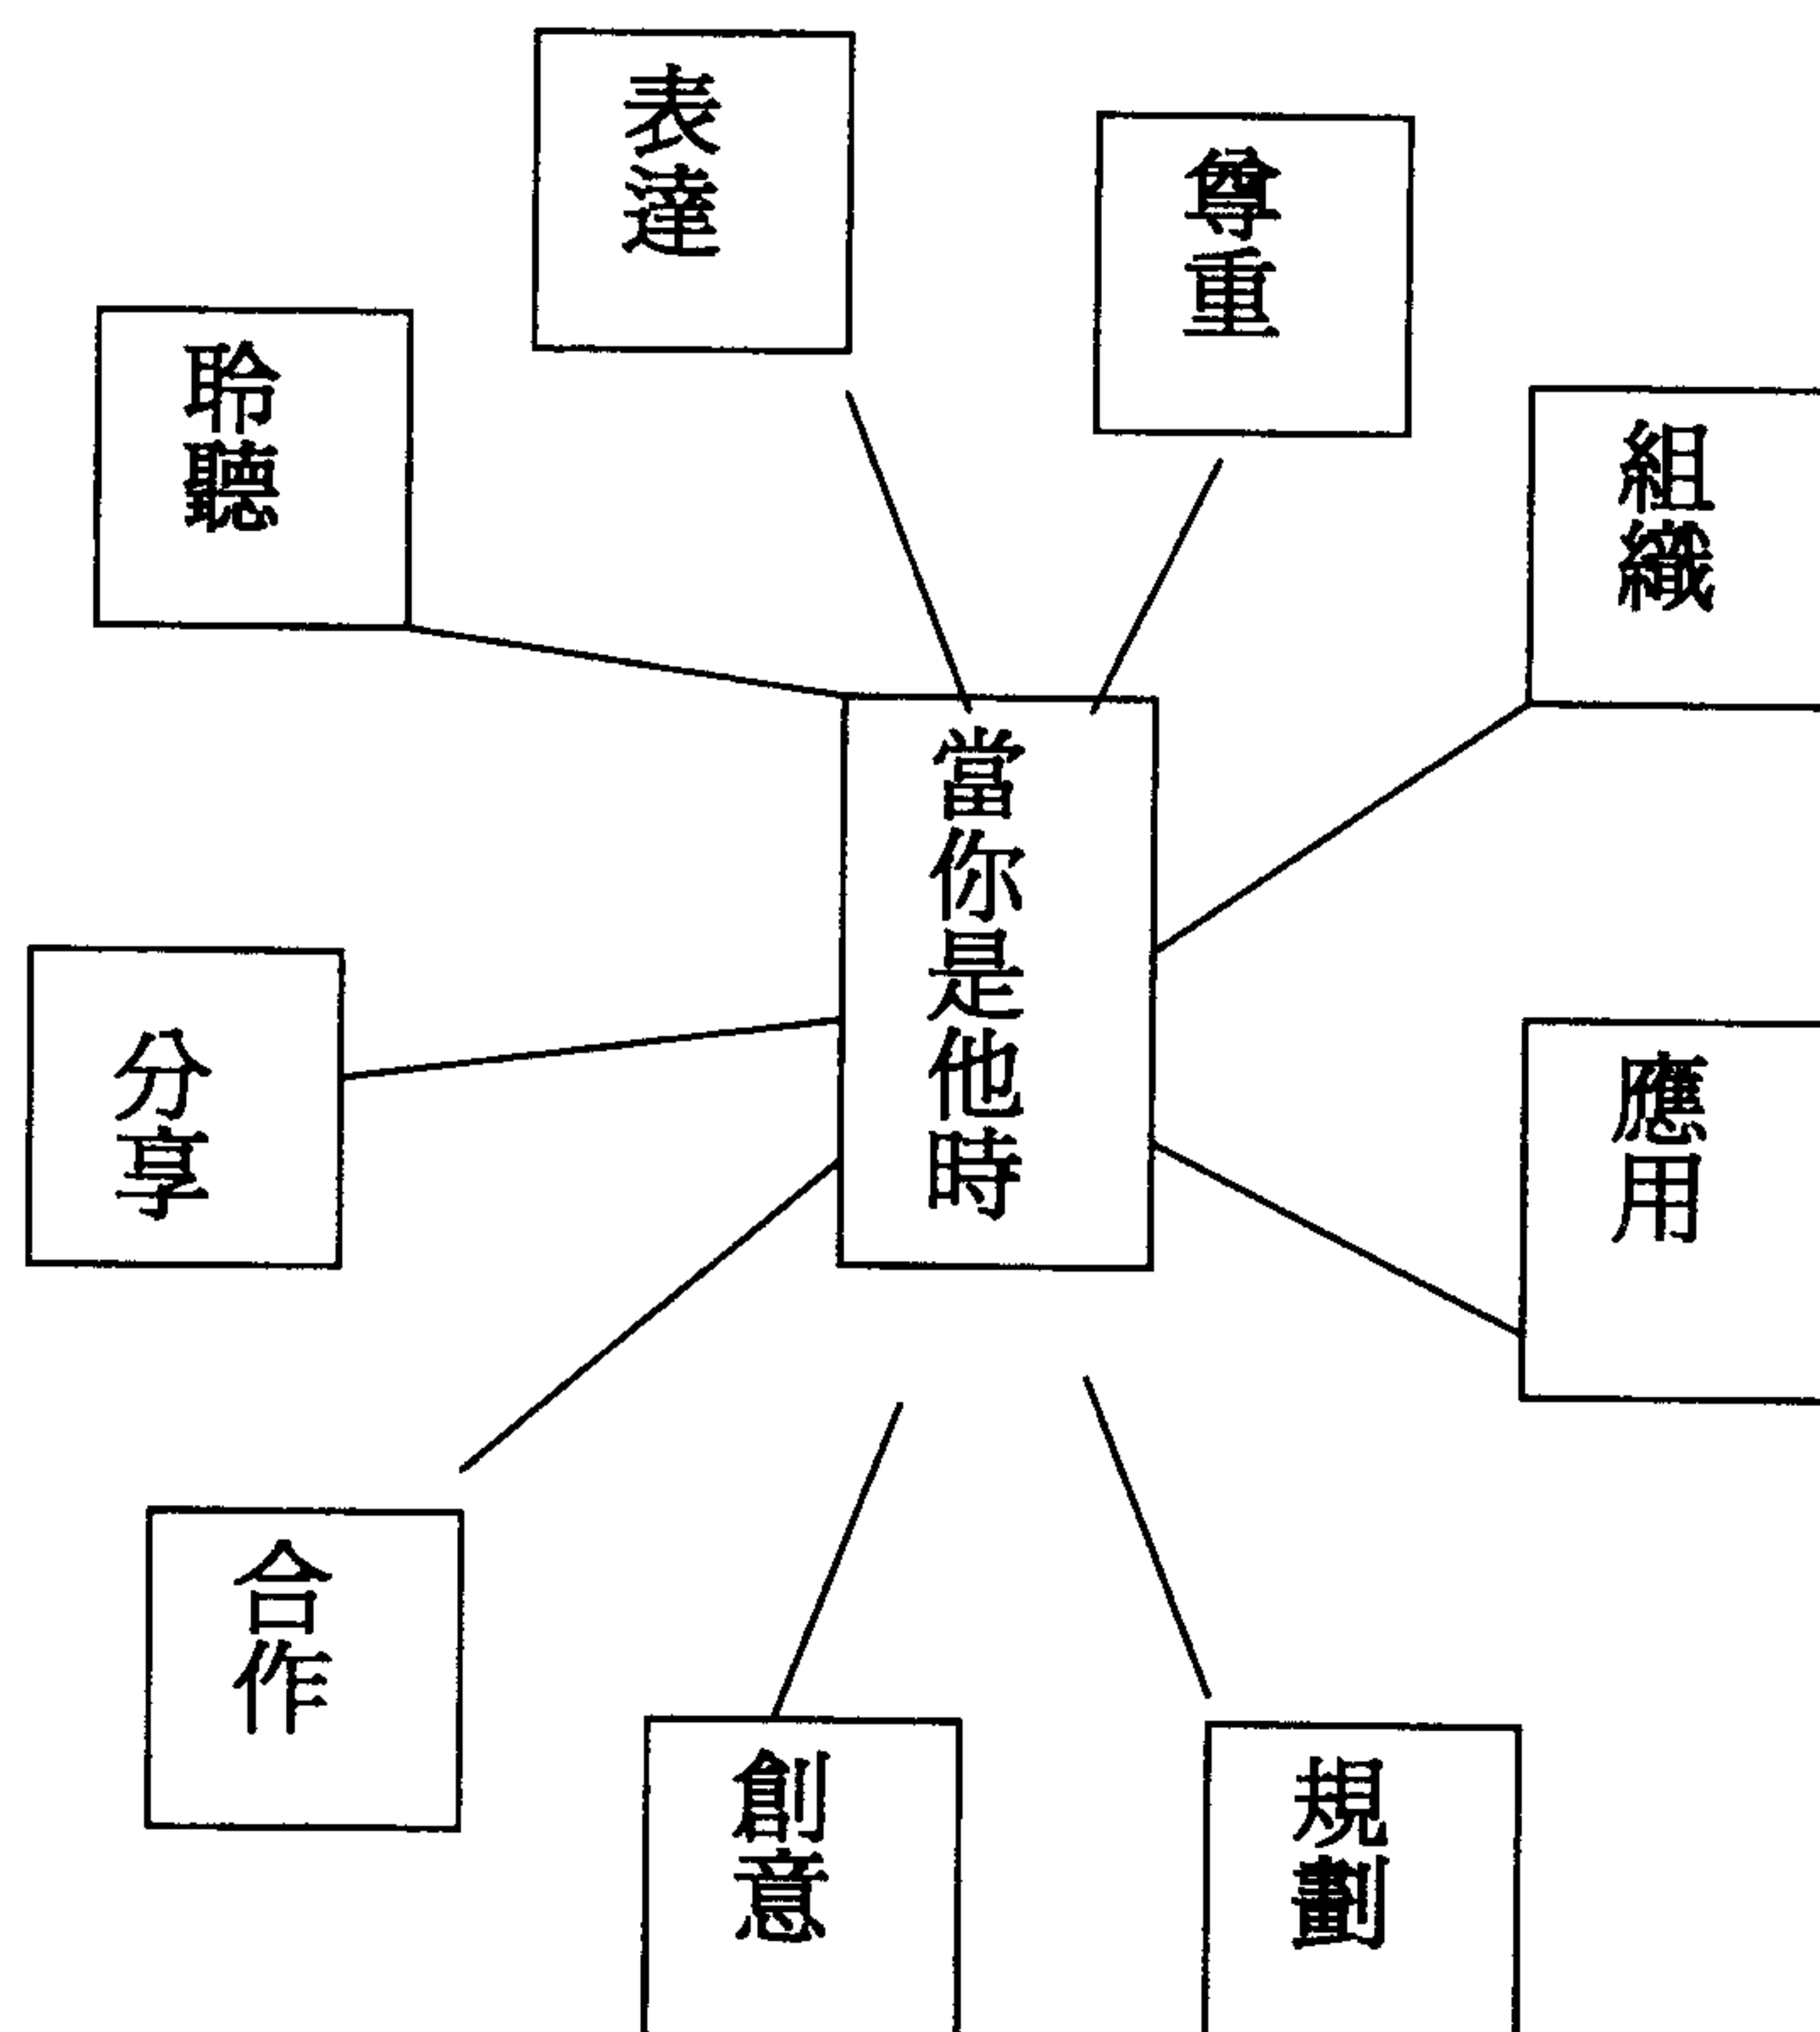 表達
尊重
聆聽
組織
當你是他時
分享
應用
合作
創意
規劃